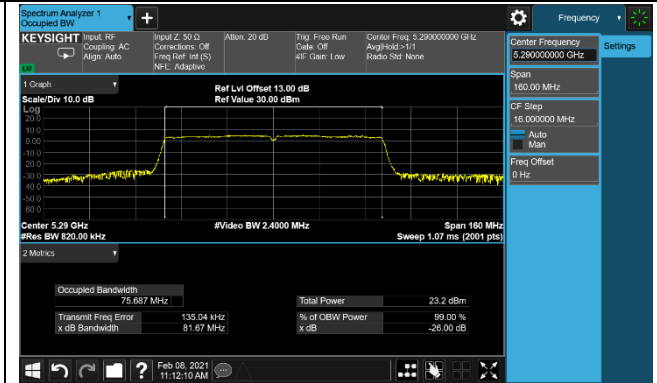 Spectrum Analyzer 1
Occupied BW
Frequency
KEYSIGHT
Input: RF
Coupling: AC
Align: Auto
Input Z: 50 Ω
Corrections: Off
Freq Ref: Int (S)
NFE: Adaptive
Atten: 20 dB
Trig: Free Run
Gate: Off
#IF Gain: Low
Center Freq: 5.290000000 GHz
Avg|Hold:>1/1
Radio Std: None
Center Frequency
5.290000000 GHz
Settings
Span
160.00 MHz
CF Step
16.000000 MHz
Auto
Man
Freq Offset
0 Hz
1 Graph
Scale/Div 10.0 dB
Ref Lvl Offset 13.00 dB
Ref Value 30.00 dBm
Log
20.0
10.0
0.00
-10.0
-20.0
-30.0
-40.0
-50.0
-60.0
Center 5.29 GHz
#Res BW 820.00 kHz
#Video BW 2.4000 MHz
Span 160 MHz
Sweep 1.07 ms (2001 pts)
2 Metrics
Occupied Bandwidth
75.687 MHz
Total Power 23.2 dBm
Transmit Freq Error 135.04 kHz
% of OBW Power 99.00 %
x dB Bandwidth 81.67 MHz
x dB -26.00 dB
Feb 08, 2021
11:12:10 AM